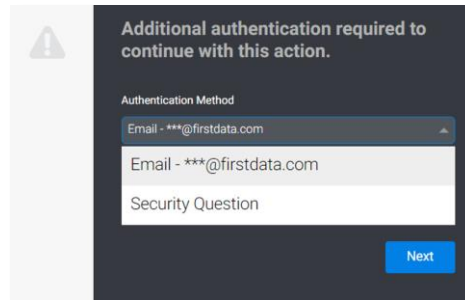 Additional authentication required to
continue with this action.
Authentication Method
Email - ***@firstdata.com
Email - ***@firstdata.com
Security Question
Next